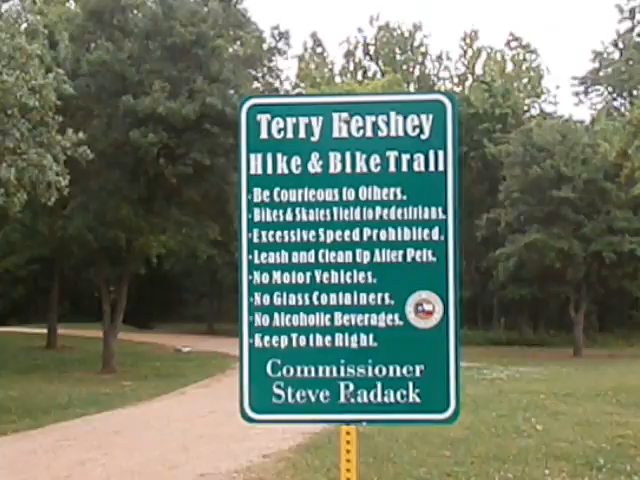 Terry Hershey
Hike & Bike Trail
·Be Courteous to Others.
·Bikes & Skates Yield to Pedestrians.
·Excessive Speed Prohibited.
·Leash and Clean Up After Pets.
·No Motor Vehicles.
·No Glass Containers.
·No Alcoholic Beverages.
·Keep To the Right.
Commissioner
Steve Radack